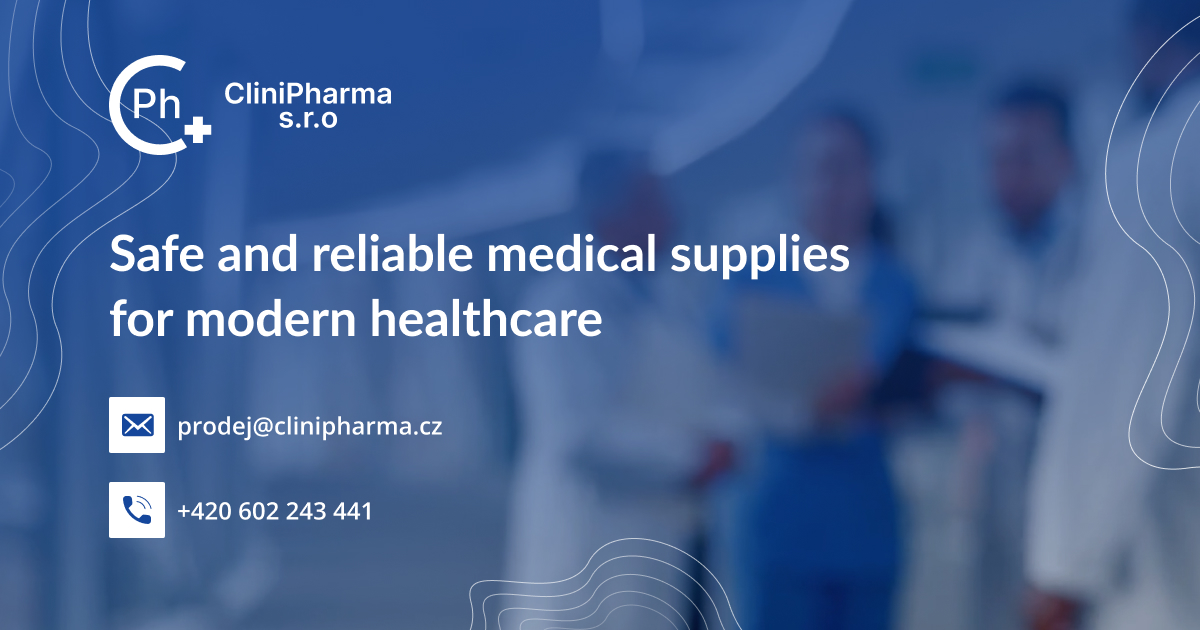 Ph
CliniPharma
s.r.o
Safe and reliable medical supplies
for modern healthcare
prodej@clinipharma.cz
+420 602 243 441